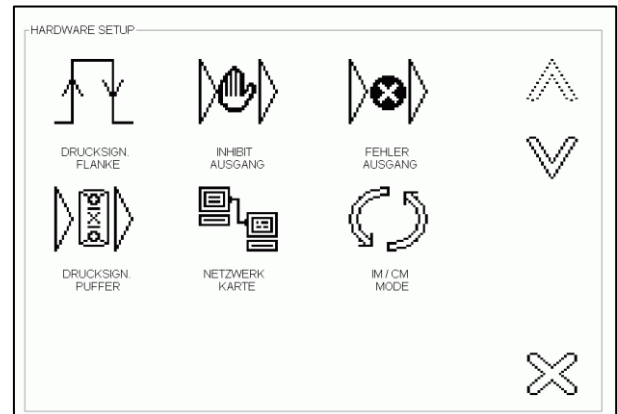 HARDWARE SETUP
DRUCKSIGN.
FLANKE
INHIBIT
AUSGANG
FEHLER
AUSGANG
DRUCKSIGN.
PUFFER
NETZWERK
KARTE
IM / CM
MODE